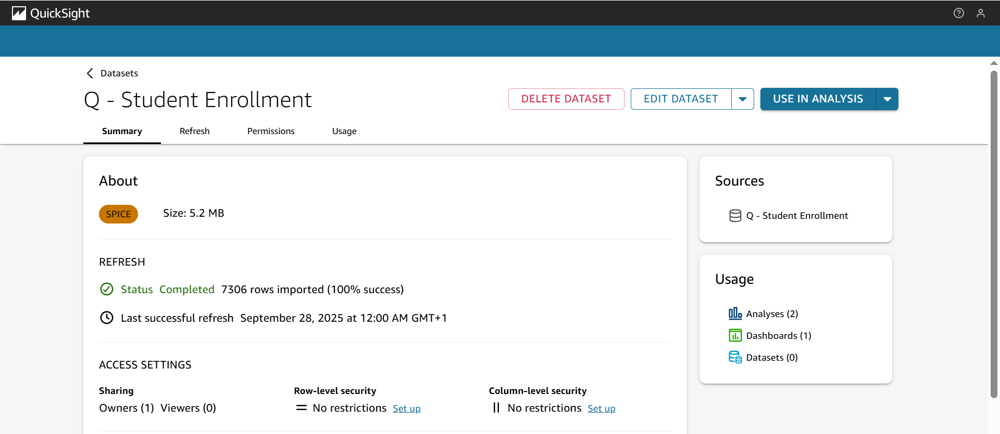 QuickSight
Datasets
Q - Student Enrollment
DELETE DATASET
EDIT DATASET
USE IN ANALYSIS
Summary
Refresh
Permissions
Usage
About
SPICE
Size: 5.2 MB
REFRESH
Status Completed 7306 rows imported (100% success)
Last successful refresh September 28, 2025 at 12:00 AM GMT+1
ACCESS SETTINGS
Sharing
Owners (1) Viewers (0)
Row-level security
No restrictions Set up
Column-level security
No restrictions Set up
Sources
Q - Student Enrollment
Usage
Analyses (2)
Dashboards (1)
Datasets (0)